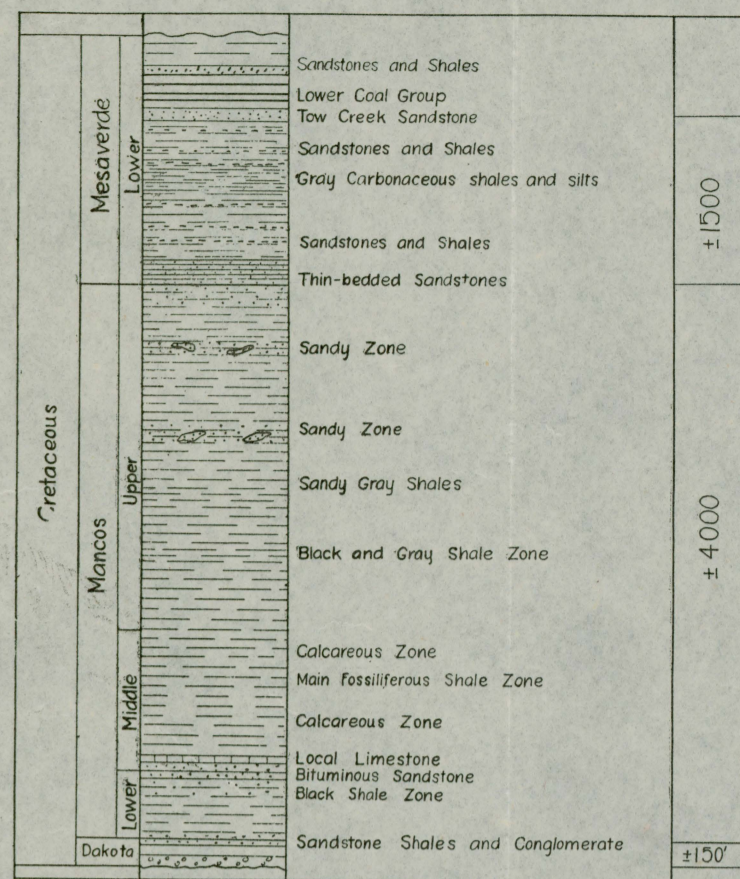 Cretaceous
Mesaverde
Lower
Mancos
Upper
Middle
Lower
Dakota
Sandstones and Shales
Lower Coal Group
Tow Creek Sandstone
Sandstones and Shales
Gray Carbonaceous shales and silts
Sandstones and Shales
Thin-bedded Sandstones
Sandy Zone
Sandy Zone
Sandy Gray Shales
Black and Gray Shale Zone
Calcareous Zone
Main Fossiliferous Shale Zone
Calcareous Zone
Local Limestone
Bituminous Sandstone
Black Shale Zone
Sandstone Shales and Conglomerate
±1500
±4000
±150'